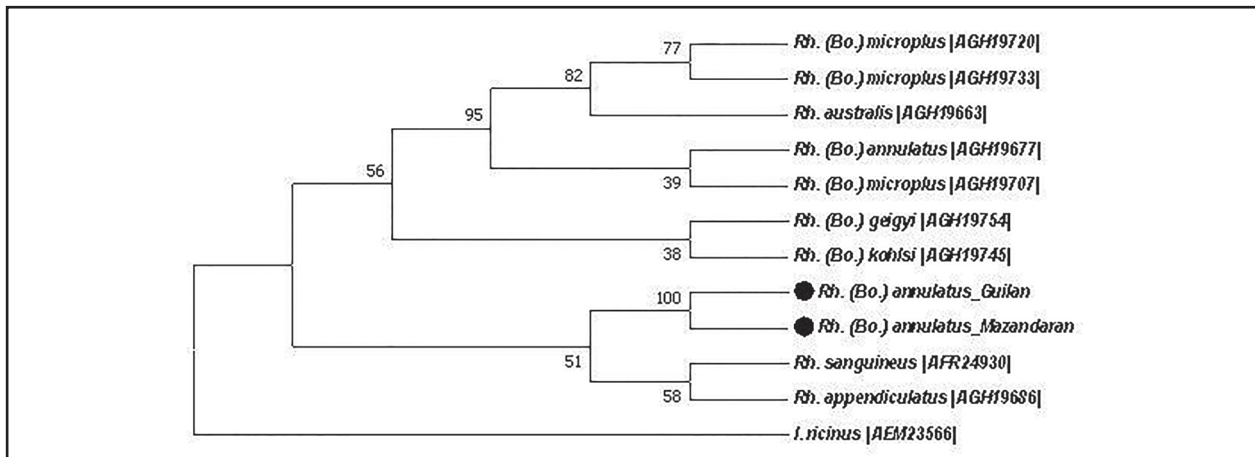 Rh. (Bo.) microplus |AGH19720|
77
Rh. (Bo.) microplus |AGH19733|
82
Rh. australis |AGH19663|
95
Rh. (Bo.) annulatus |AGH19677|
56
Rh. (Bo.) microplus |AGH19707|
39
Rh. (Bo.) geigyi |AGH19754|
Rh. (Bo.) kohlsi |AGH19745|
38
Rh. (Bo.) annulatus_Guilan
100
Rh. (Bo.) annulatus_Mazandaran
51
Rh. sanguineus |AFR24930|
58
Rh. appendiculatus |AGH19686|
I. ricinus |AEM23566|